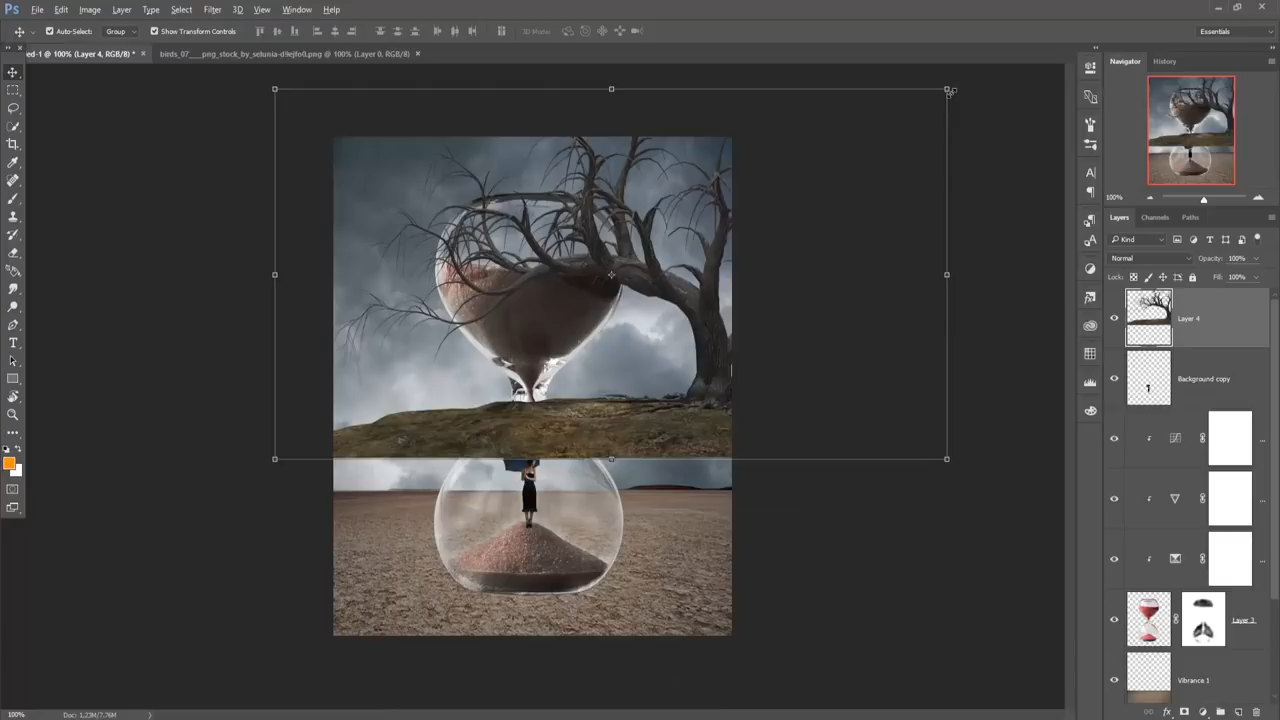 Ps File Edit Image Layer Type Select Filter 3D View Window Help
Auto-Select: Group Show Transform Controls 3D Mode: Essentials
ed-1 @ 100% (Layer 4, RGB/8) * × birds_07___png_stock_by_selunia-d9ejfo0.png @ 100% (Layer 0, RGB/8) ×
Navigator History
100%
Layers Channels Paths
Kind
Normal Opacity: 100%
Lock: Fill: 100%
Layer 4
Background copy
Layer 3
Vibrance 1
100% Doc: 1.23M/7.76M